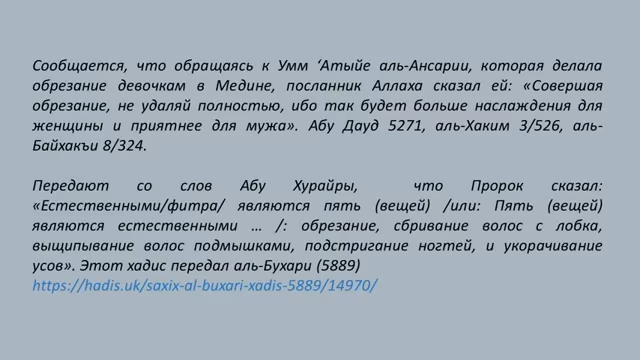 Сообщается, что обращаясь к Умм ‘Атыйе аль-Ансарии, которая делала
обрезание девочкам в Медине, посланник Аллаха сказал ей: «Совершая
обрезание, не удаляй полностью, ибо так будет больше наслаждения для
женщины и приятнее для мужа». Абу Дауд 5271, аль-Хаким 3/526, аль-
Байхакъи 8/324.
Передают со слов Абу Хурайры, что Пророк сказал:
«Естественными/фитра/ являются пять (вещей) /или: Пять (вещей)
являются естественными … /: обрезание, сбривание волос с лобка,
выщипывание волос подмышками, подстригание ногтей, и укорачивание
усов». Этот хадис передал аль-Бухари (5889)
https://hadis.uk/saxix-al-buxari-xadis-5889/14970/